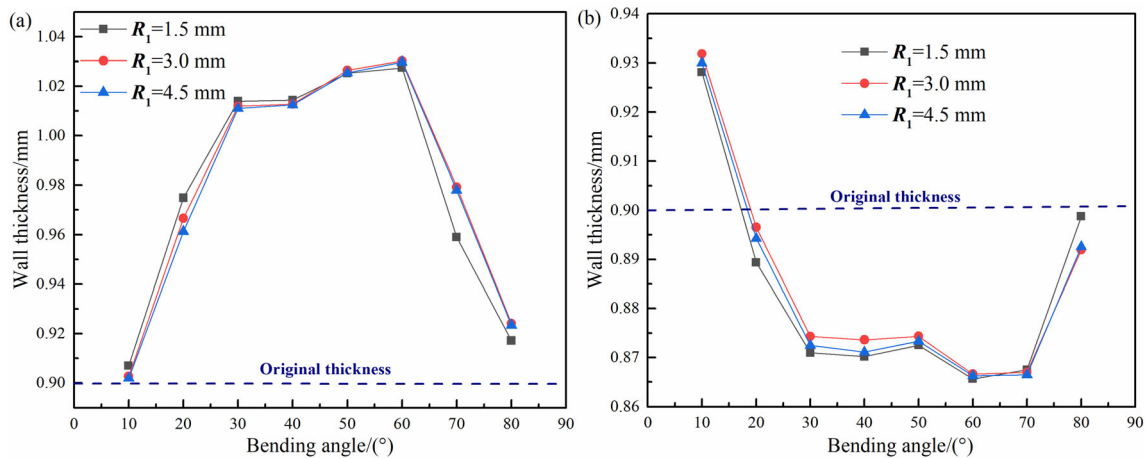 (a)
R1=1.5 mm
R1=3.0 mm
R1=4.5 mm
Original thickness
Wall thickness/mm
1.04
1.02
1.00
0.98
0.96
0.94
0.92
0.90
0 10 20 30 40 50 60 70 80 90
Bending angle/(°)
(b)
R1=1.5 mm
R1=3.0 mm
R1=4.5 mm
Original thickness
Wall thickness/mm
0.94
0.93
0.92
0.91
0.90
0.89
0.88
0.87
0.86
0 10 20 30 40 50 60 70 80 90
Bending angle/(°)